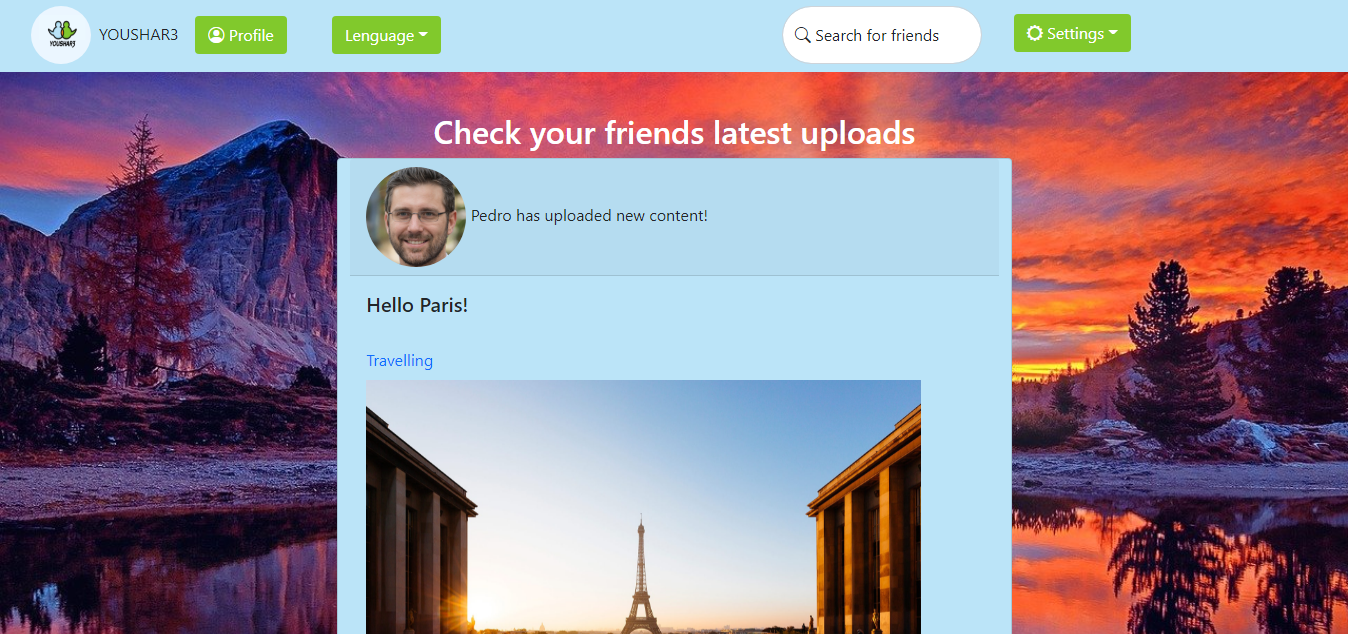 YOUSHAR3
YOUSHAR3
Profile
Lenguage
Search for friends
Settings
Check your friends latest uploads
Pedro has uploaded new content!
Hello Paris!
Travelling